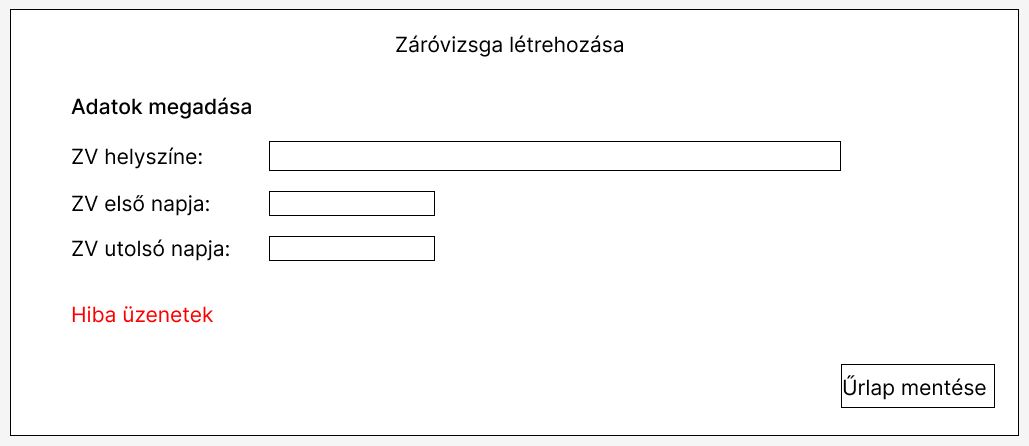 Záróvizsga létrehozása
Adatok megadása
ZV helyszíne:
ZV első napja:
ZV utolsó napja:
Hiba üzenetek
Űrlap mentése